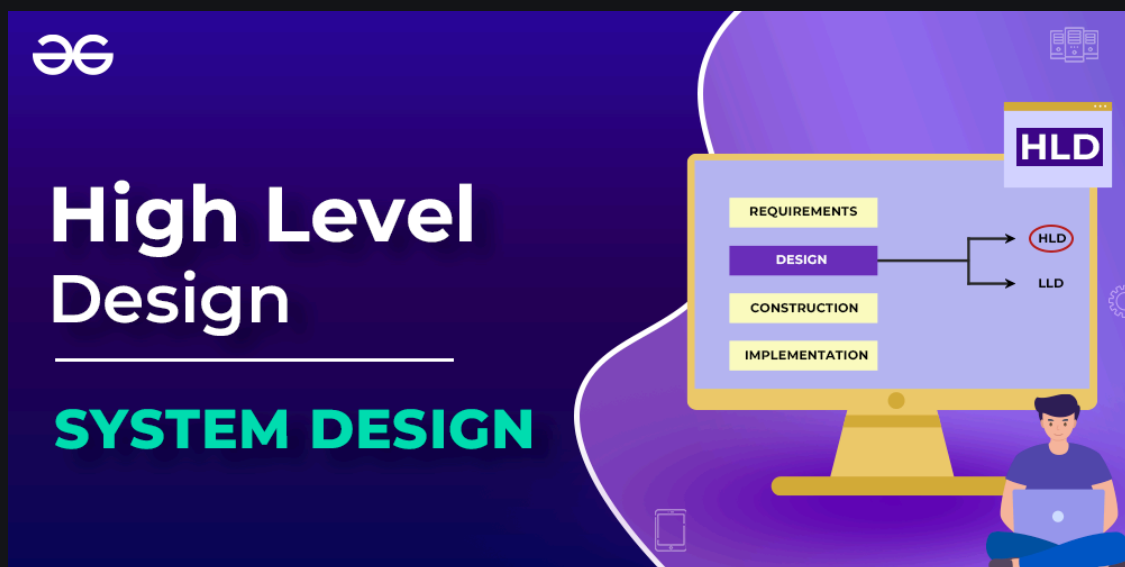 High Level
Design
SYSTEM DESIGN
HLD
REQUIREMENTS
DESIGN
CONSTRUCTION
IMPLEMENTATION
HLD
LLD